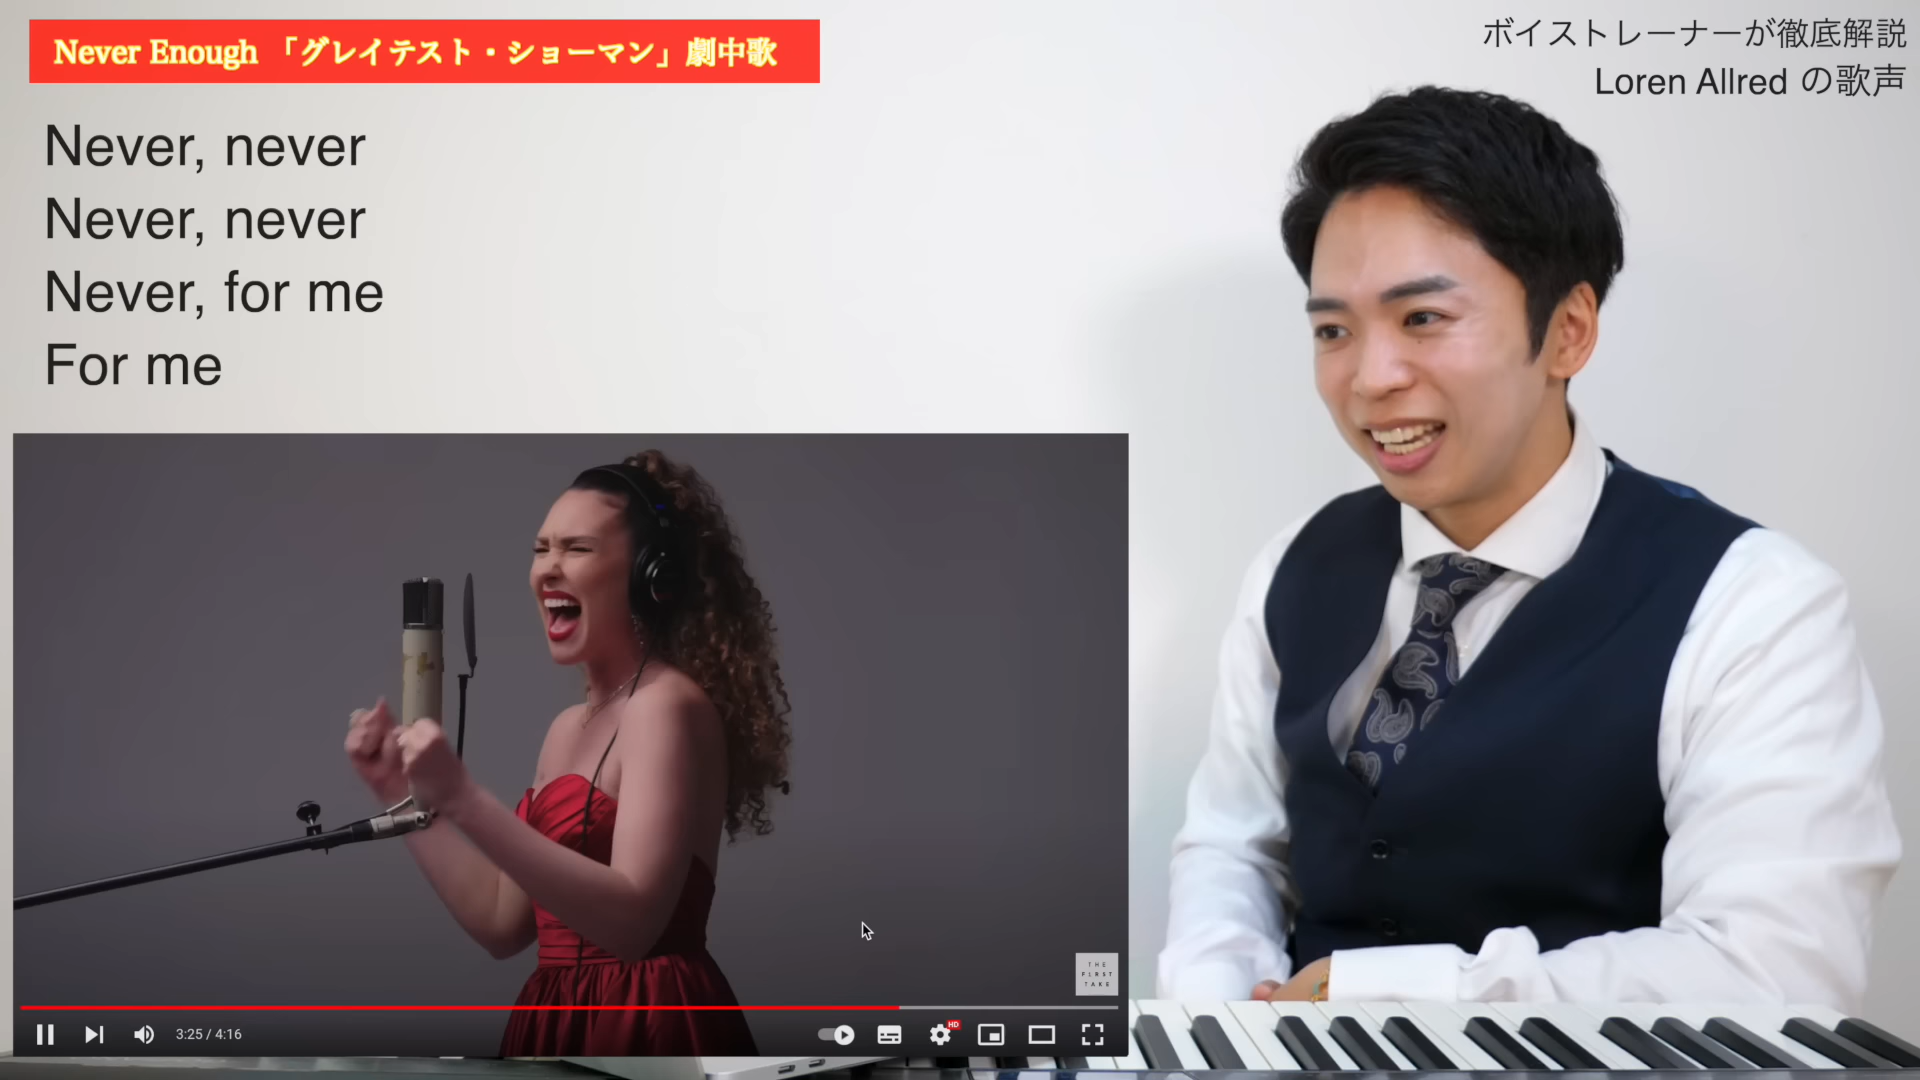 Never Enough 「グレイテスト・ショーマン」劇中歌
ボイストレーナーが徹底解説
Loren Allred の歌声
Never, never
Never, never
Never, for me
For me
THE
FIRST
TAKE
3:25 / 4:16
HD